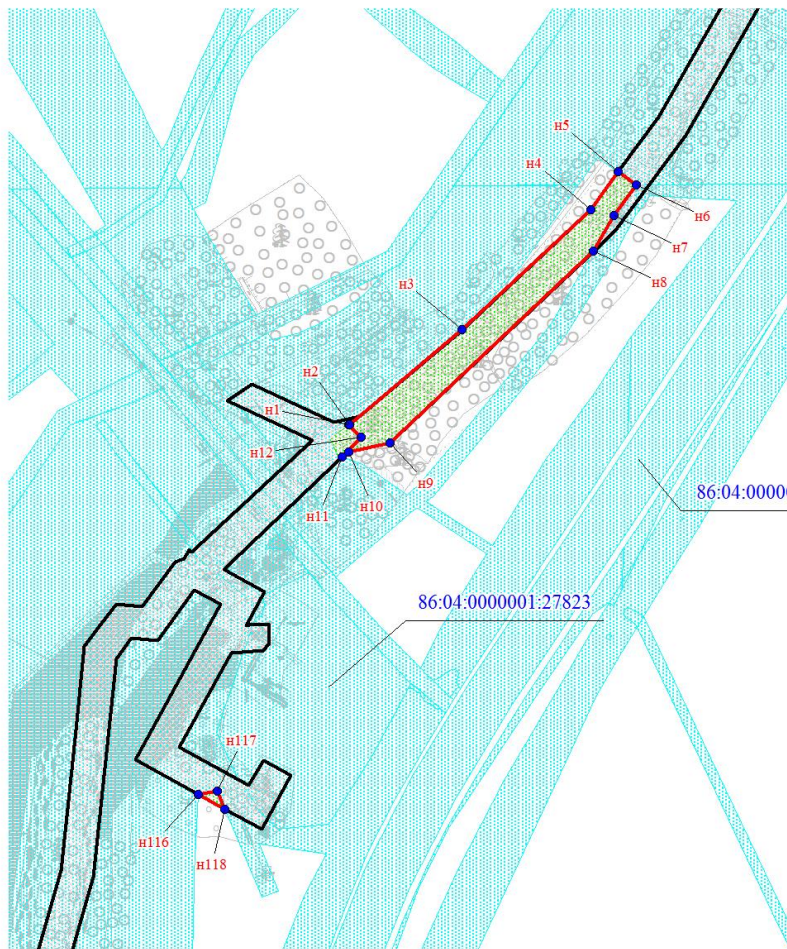 н5
н4
н6
н7
н8
н3
н2
н1
н12
н9
н11
н10
86:04:00000
86:04:0000001:27823
н117
н116
н118